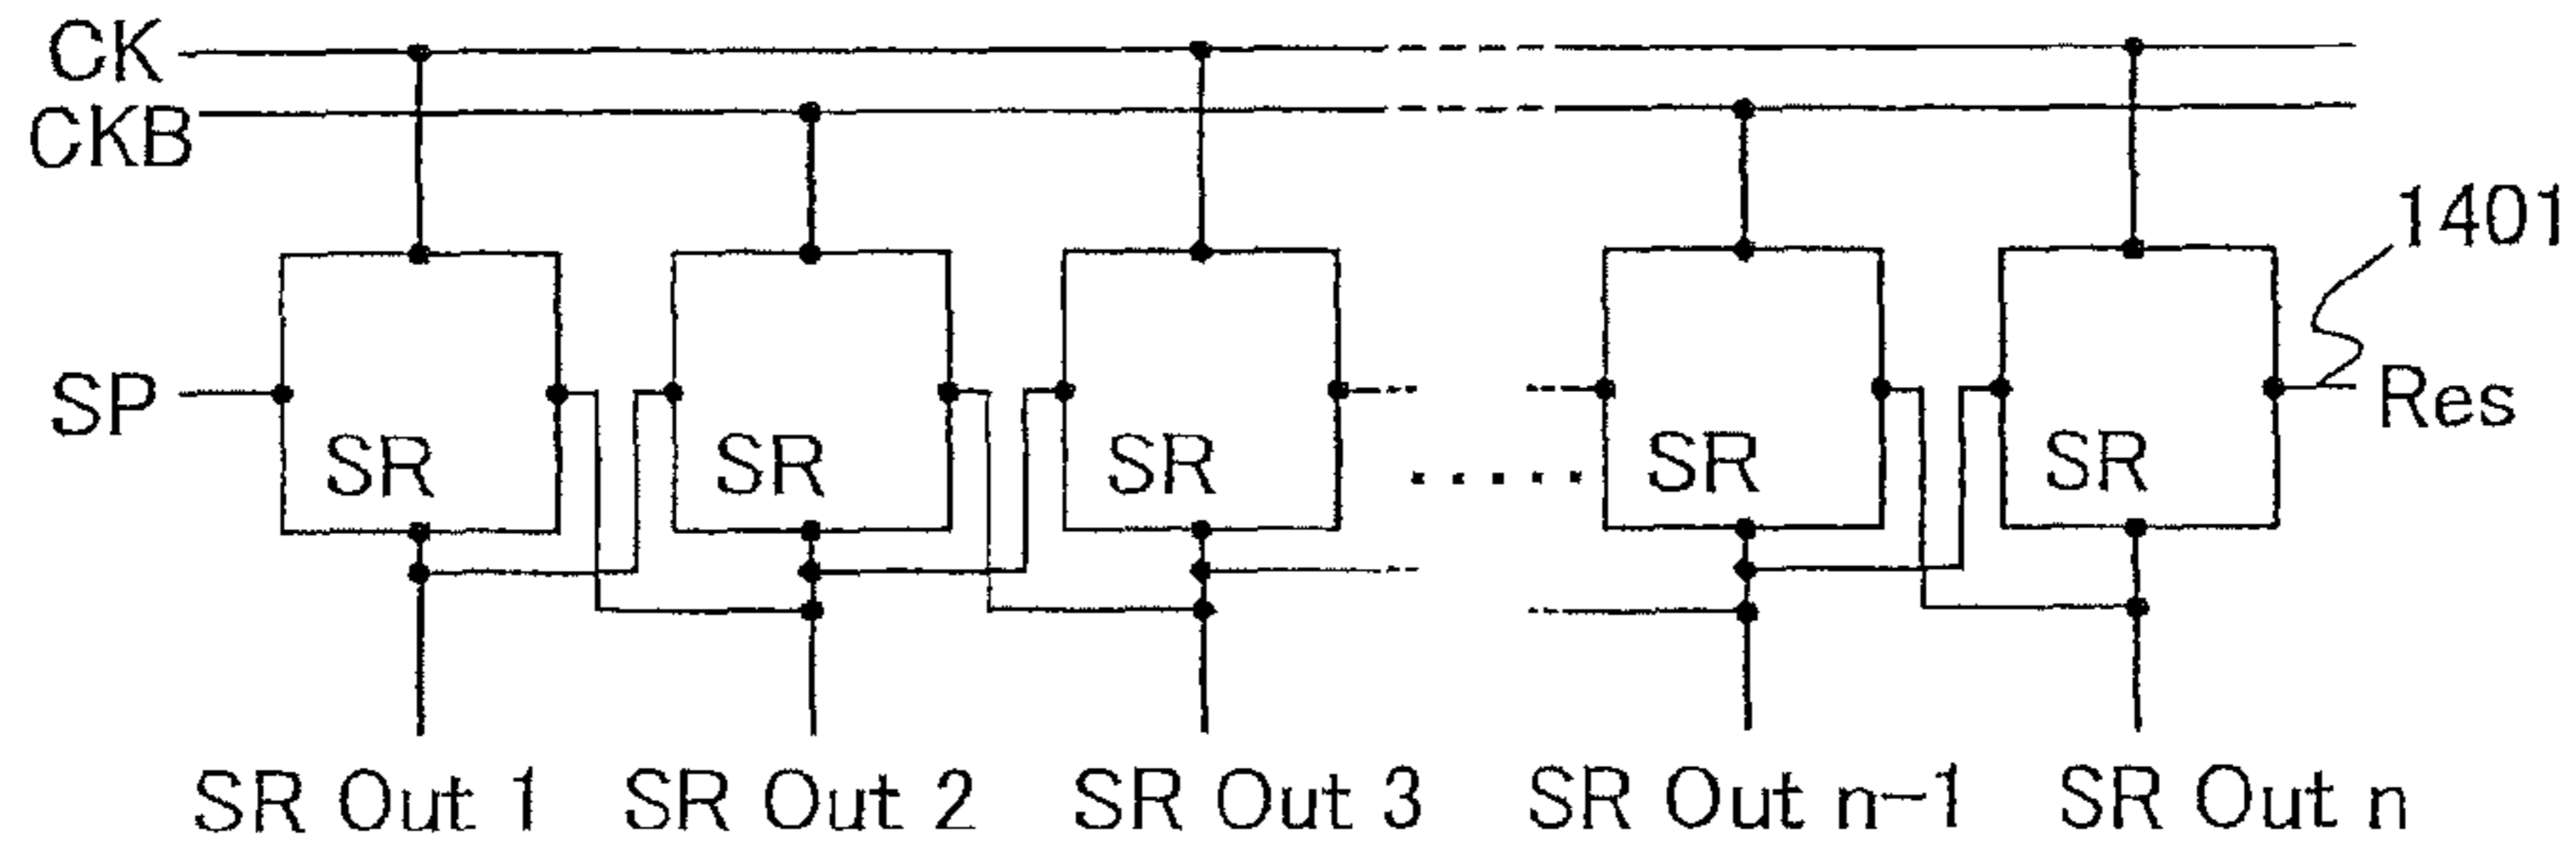 CK
CKB
1401
SP
Res
SR
SR
SR
SR
SR
SR Out 1
SR Out 2
SR Out 3
SR Out n-1
SR Out n